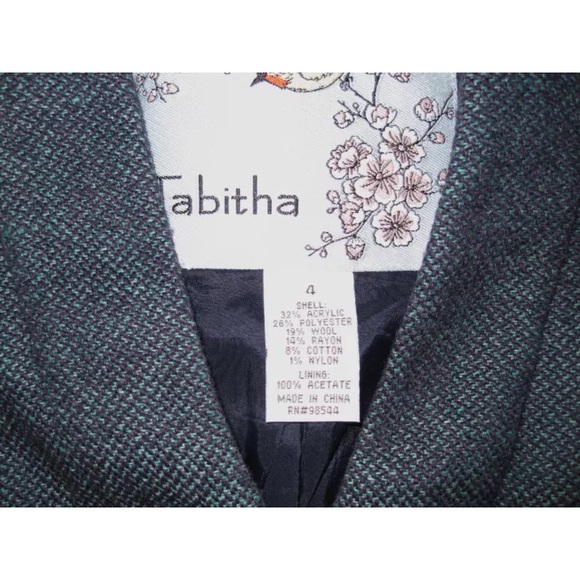 Tabitha
4
SHELL:
32% ACRYLIC
26% POLYESTER
19% WOOL
14% RAYON
8% COTTON
1% NYLON
LINING:
100% ACETATE
MADE IN CHINA
RN#98544